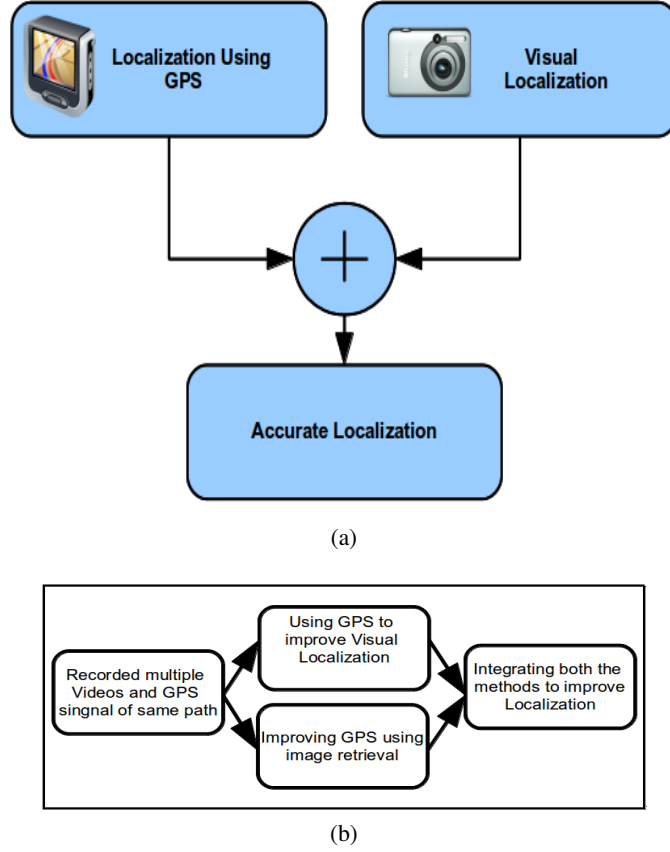 Localization Using
GPS
Visual
Localization
Accurate Localization
(a)
Recorded multiple
Videos and GPS
singnal of same path
Using GPS to
improve Visual
Localization
Improving GPS using
image retrieval
Integrating both the
methods to improve
Localization
(b)